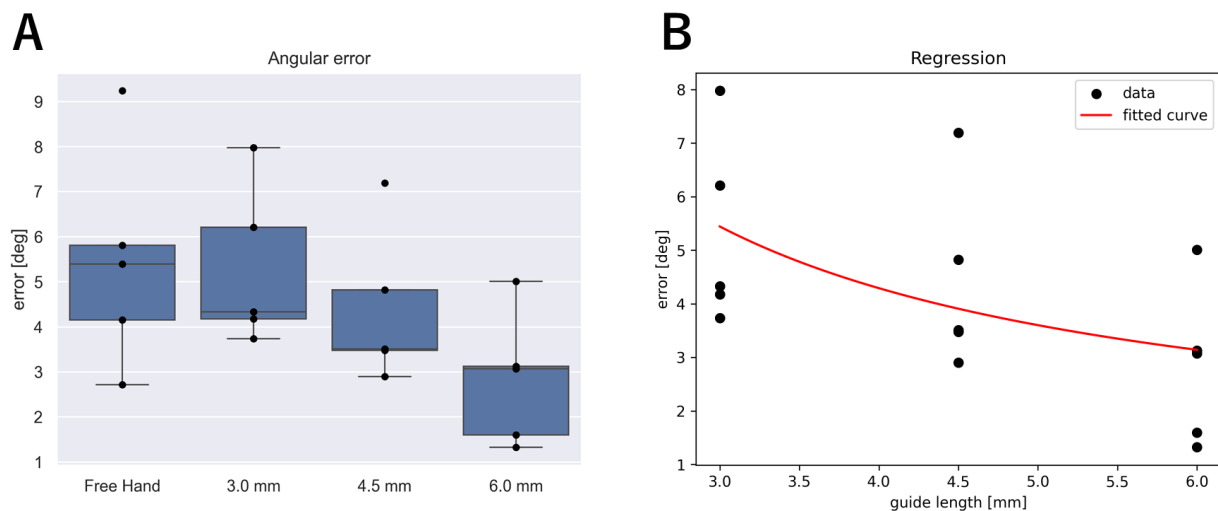 A
Angular error
error [deg]
9
8
7
6
5
4
3
2
1
Free Hand 3.0 mm 4.5 mm 6.0 mm
B
Regression
data
fitted curve
error [deg]
8
7
6
5
4
3
2
1
3.0 3.5 4.0 4.5 5.0 5.5 6.0
guide length [mm]